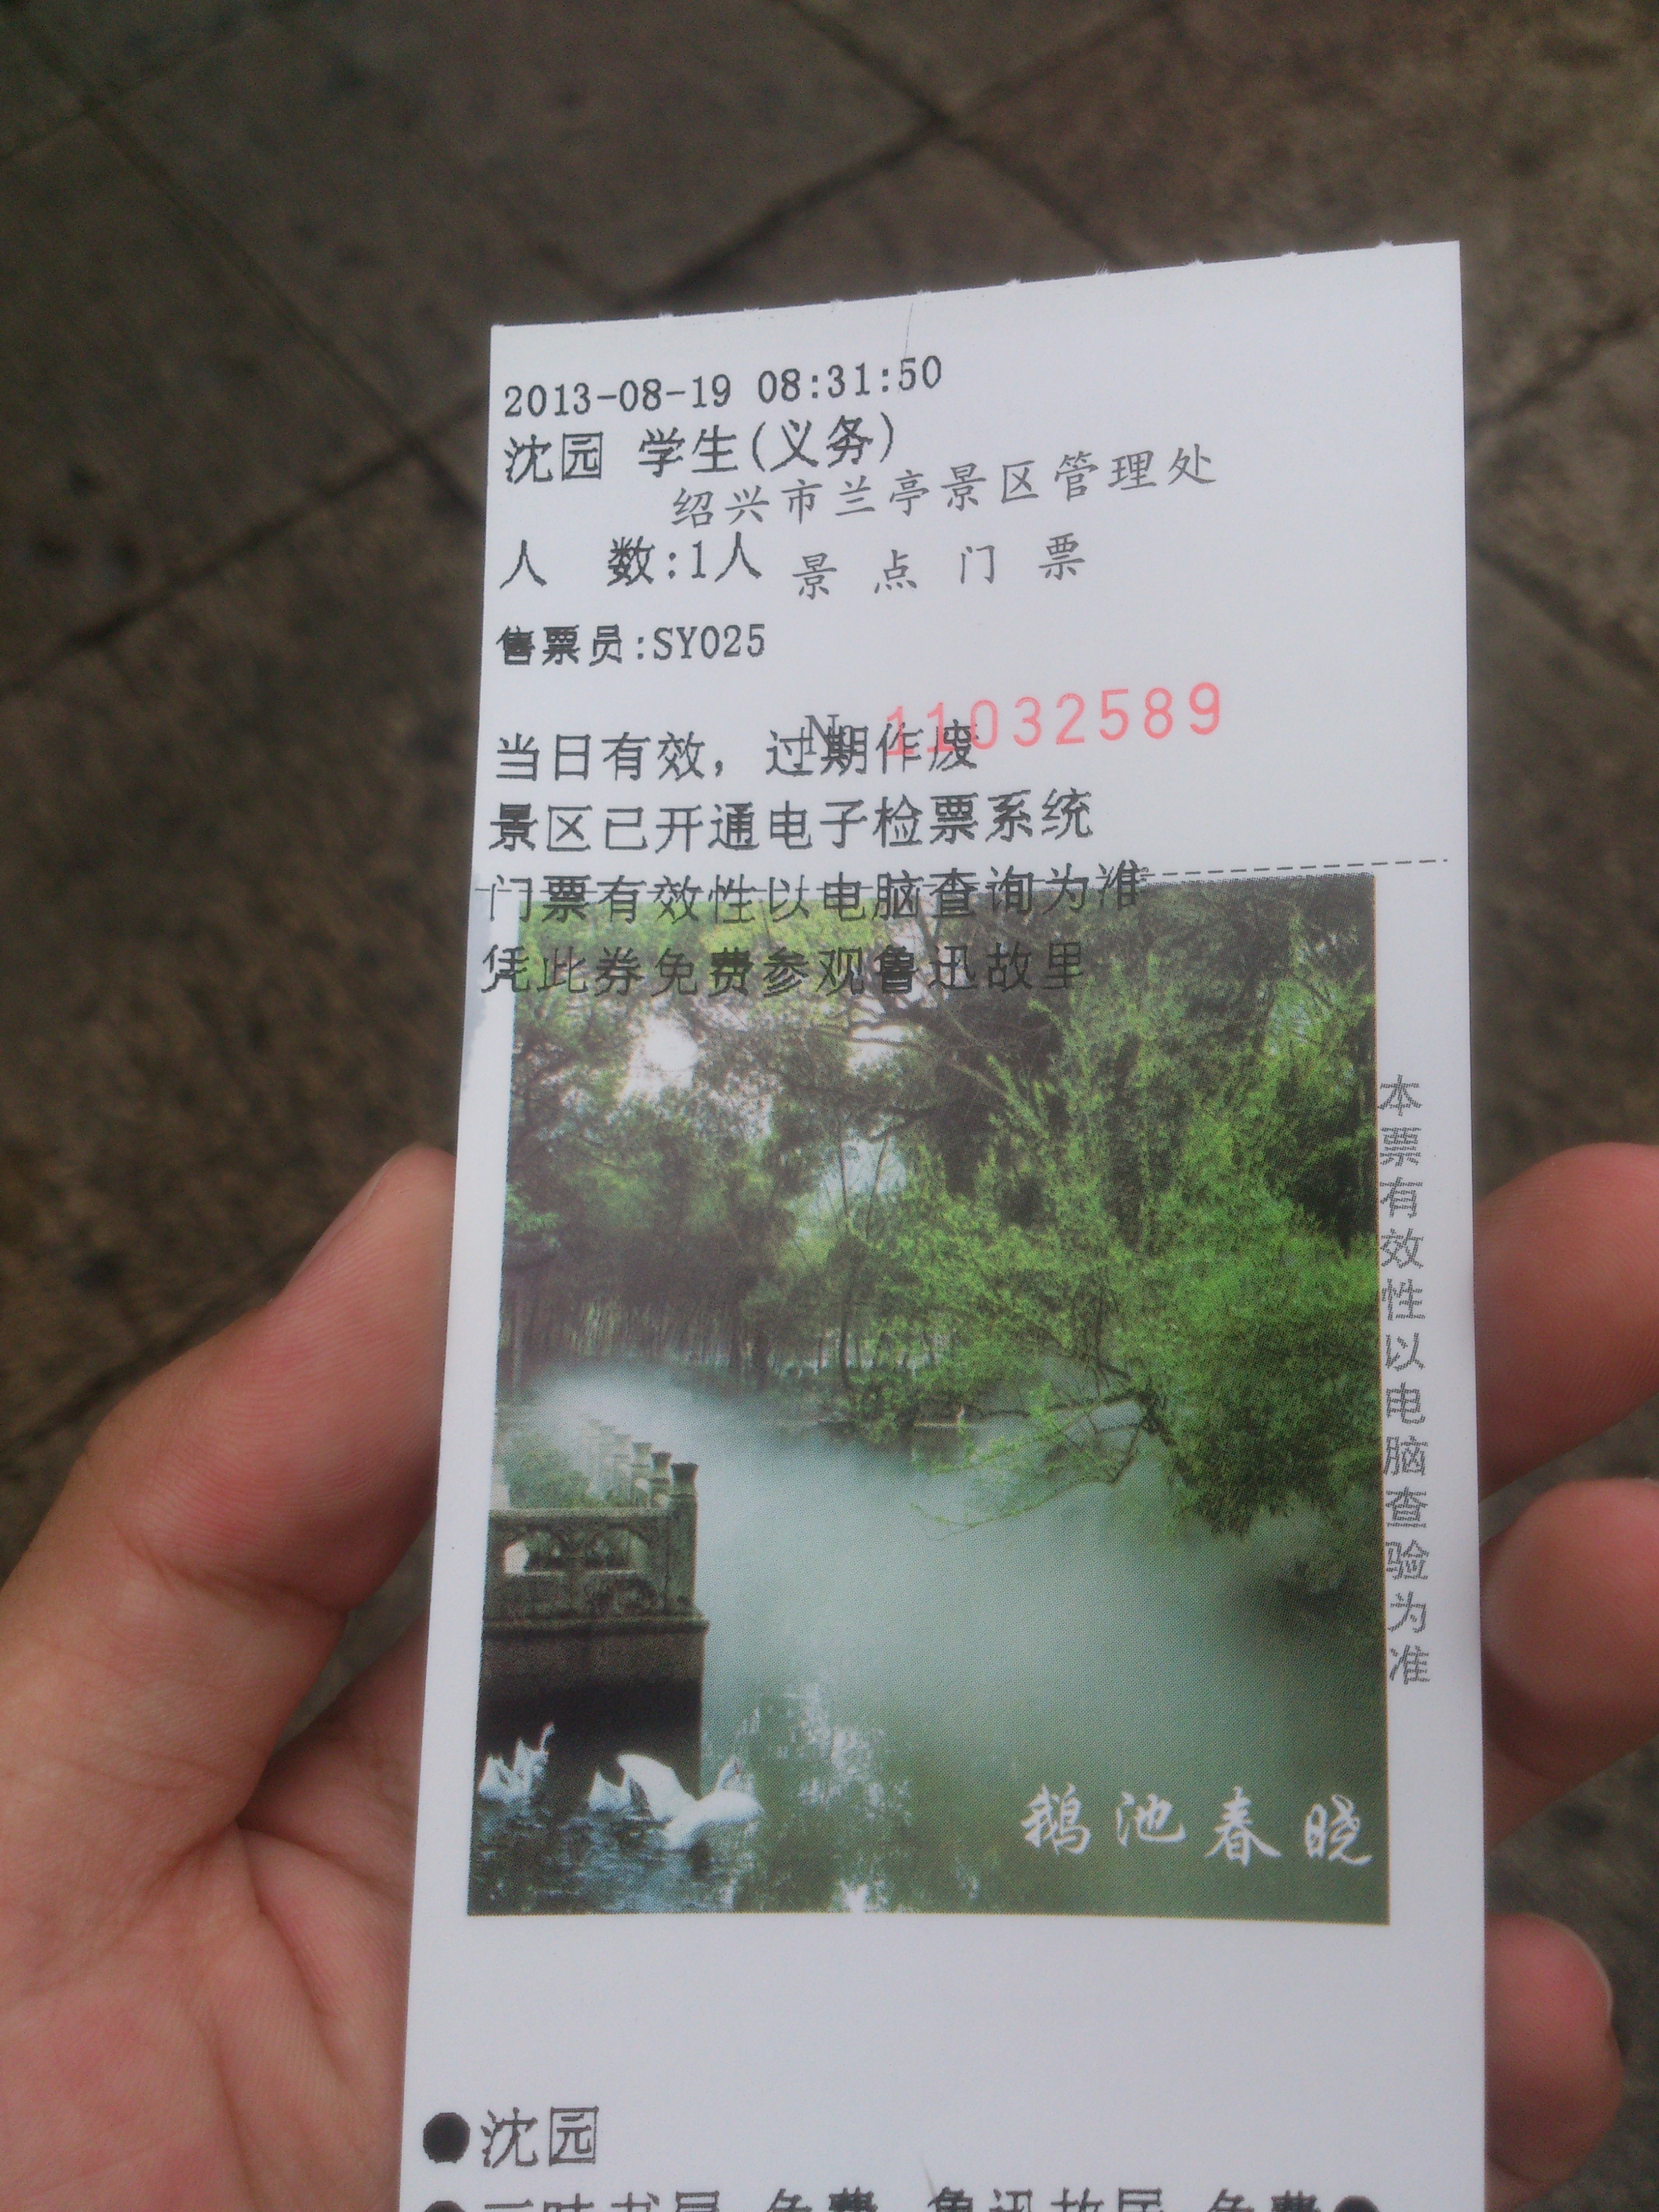 2013-08-19 08:31:50
沈园 学生(义务)
绍兴市兰亭景区管理处
人 数:1人
景点门票
售票员:SY025
No 11032589
当日有效，过期作废
景区已开通电子检票系统
门票有效性以电脑查询为准
凭此券免费参观鲁迅故里
本票有效性以电脑查验为准
鹅池春晓
●沈园
●三味书屋 免费 鲁迅故居 免费●